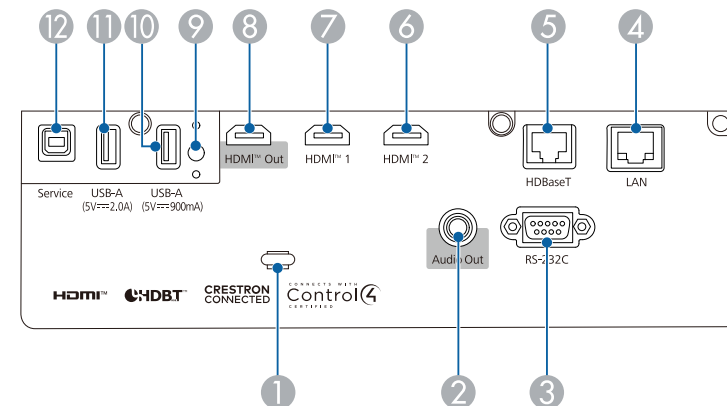 12 11 10 9 8 7 6 5 4
HDMI™ Out HDMI™ 1 HDMI™ 2
HDBaseT LAN
Service USB-A USB-A
(5V⎓2.0A) (5V⎓900mA)
Audio Out RS-232C
HDMI™ HDBT CRESTRON CONNECTS WITH
CONNECTED Control4
CERTIFIED
1 2 3